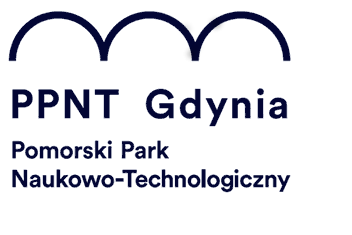 PPNT Gdynia
Pomorski Park
Naukowo-Technologiczny